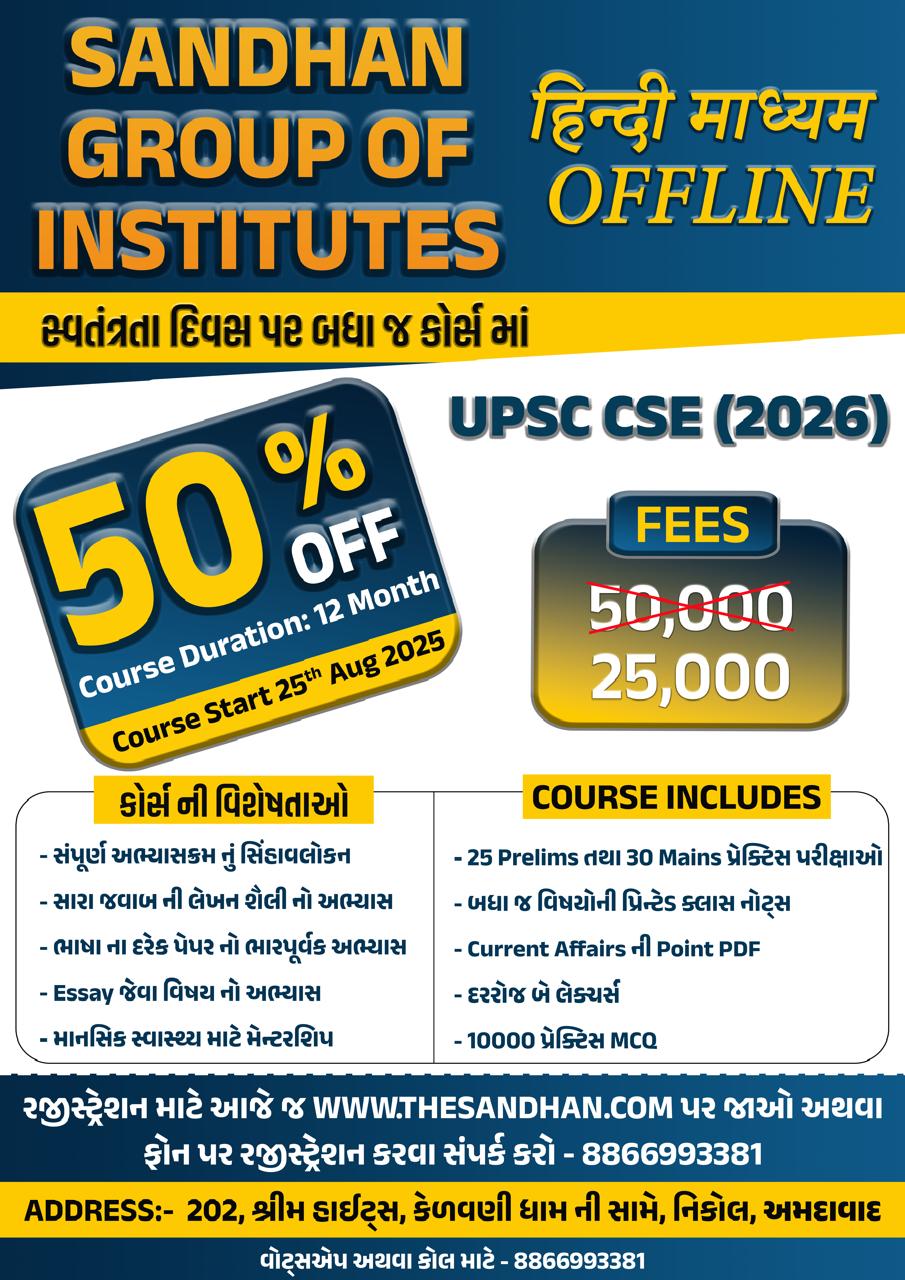 SANDHAN
GROUP OF
INSTITUTES
हिन्दी माध्यम
OFFLINE
સ્વતંત્રતા દિવસ પર બધા જ કોર્સ માં
50%
OFF
Course Duration: 12 Month
Course Start 25th Aug 2025
UPSC CSE (2026)
FEES
50,000
25,000
કોર્સ ની વિશેષતાઓ
- સંપૂર્ણ અભ્યાસક્રમ નું સિંહાવલોકન
- સારા જવાબ ની લેખન શૈલી નો અભ્યાસ
- ભાષા ના દરેક પેપર નો ભારપૂર્વક અભ્યાસ
- Essay જેવા વિષય નો અભ્યાસ
- માનસિક સ્વાસ્થ્ય માટે મેન્ટરશિપ
COURSE INCLUDES
- 25 Prelims તથા 30 Mains પ્રેક્ટિસ પરીક્ષાઓ
- બધા જ વિષયોની પ્રિન્ટેડ ક્લાસ નોટ્સ
- Current Affairs ની Point PDF
- દરરોજ બે લેક્ચર્સ
- 10000 પ્રેક્ટિસ MCQ
રજીસ્ટ્રેશન માટે આજે જ WWW.THESANDHAN.COM પર જાઓ અથવા
ફોન પર રજીસ્ટ્રેશન કરવા સંપર્ક કરો - 8866993381
ADDRESS:- 202, શ્રીમ હાઈટ્સ, કેળવણી ધામ ની સામે, નિકોલ, અમદાવાદ
વોટ્સએપ અથવા કોલ માટે - 8866993381